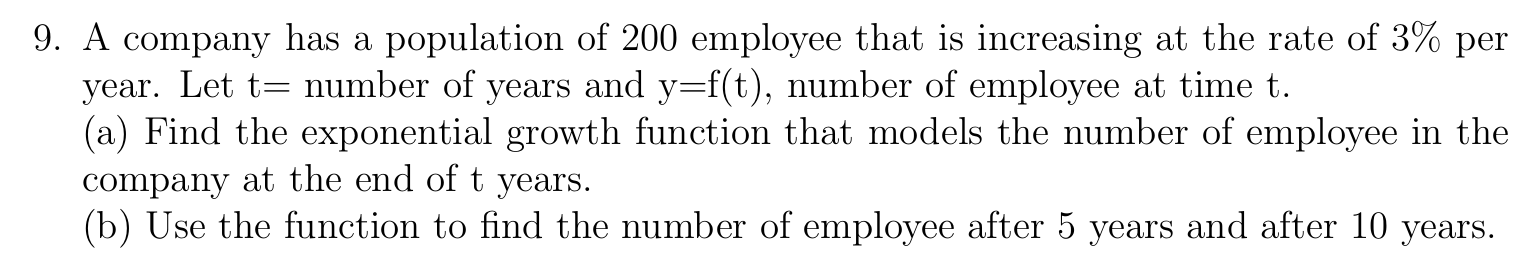 9. A company has a population of 200 employee that is increasing at the rate of 3% per
year. Let t= number of years and y=f(t), number of employee at time t.
(a) Find the exponential growth function that models the number of employee in the
company at the end of t years.
(b) Use the function to find the number of employee after 5 years and after 10 years.